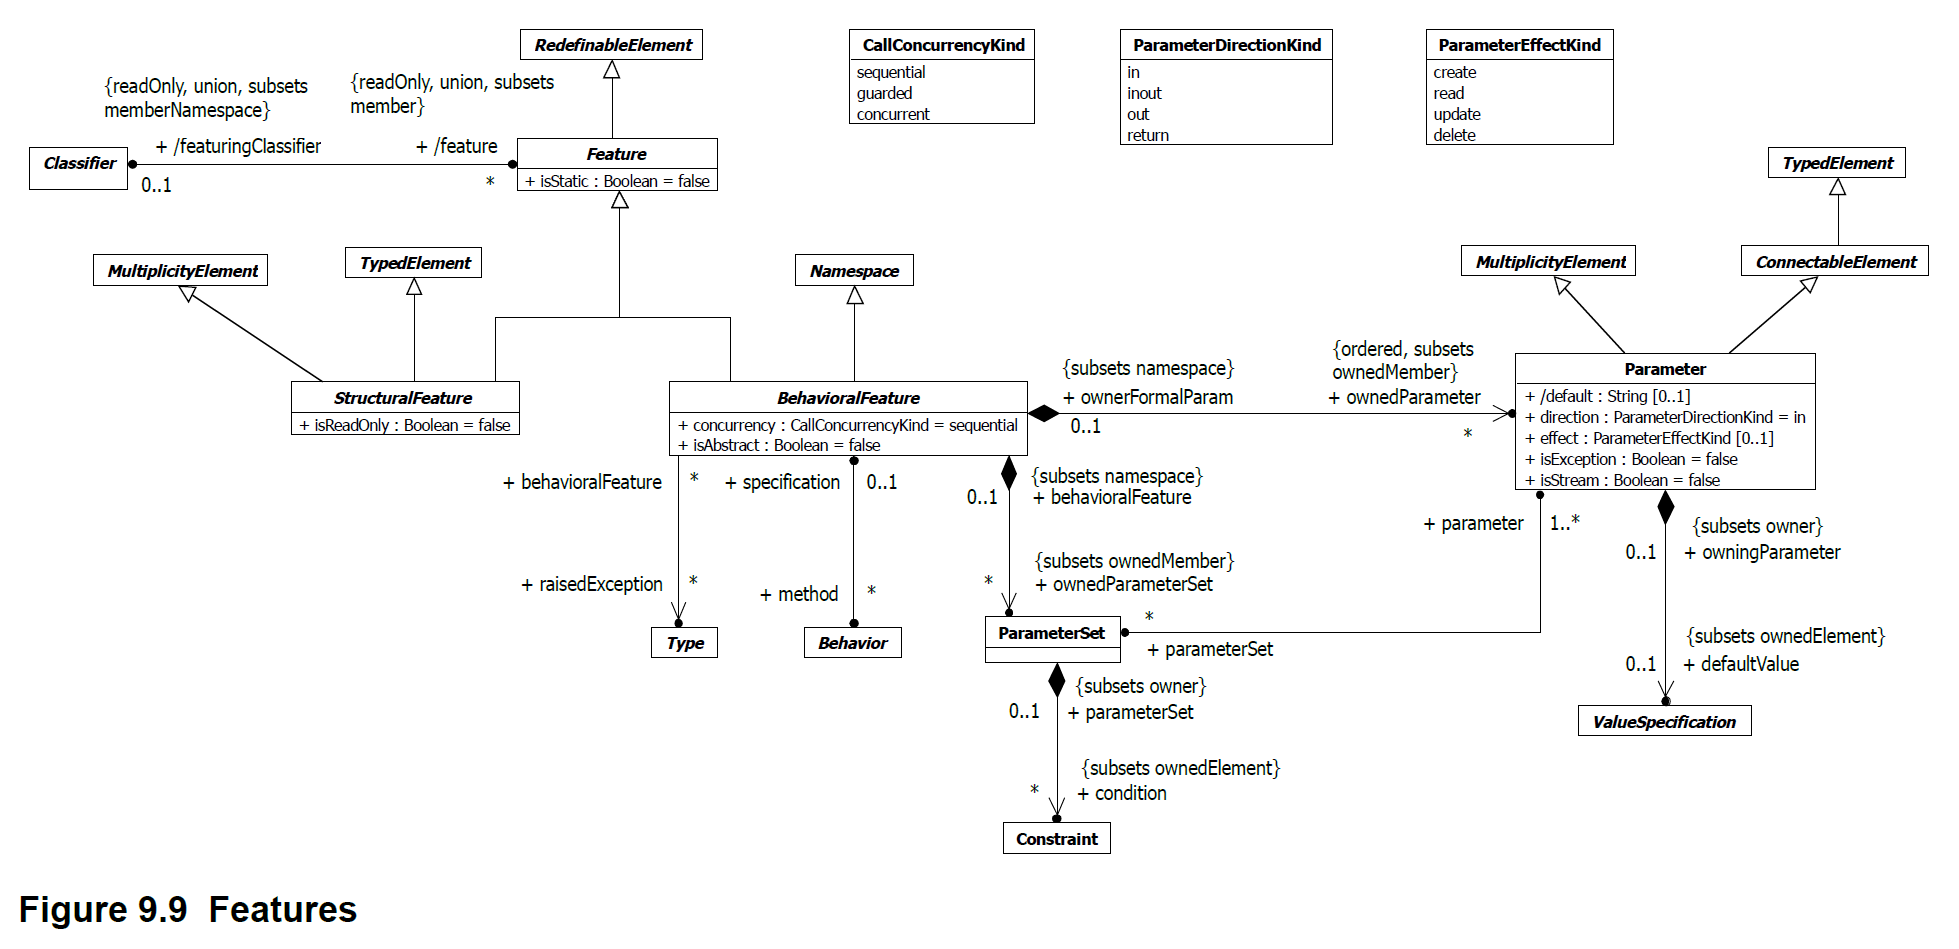 RedefinableElement
CallConcurrencyKind
sequential
guarded
concurrent
ParameterDirectionKind
in
inout
out
return
ParameterEffectKind
create
read
update
delete
{readOnly, union, subsets
memberNamespace}
{readOnly, union, subsets
member}
+ /featuringClassifier
+ /feature
Classifier
0..1
*
Feature
+ isStatic : Boolean = false
TypedElement
MultiplicityElement
TypedElement
Namespace
MultiplicityElement
ConnectableElement
StructuralFeature
+ isReadOnly : Boolean = false
BehavioralFeature
+ concurrency : CallConcurrencyKind = sequential
+ isAbstract : Boolean = false
{subsets namespace}
+ ownerFormalParam
0..1
{ordered, subsets
ownedMember}
+ ownedParameter
*
Parameter
+ /default : String [0..1]
+ direction : ParameterDirectionKind = in
+ effect : ParameterEffectKind [0..1]
+ isException : Boolean = false
+ isStream : Boolean = false
+ behavioralFeature
*
+ specification
0..1
{subsets namespace}
0..1
+ behavioralFeature
+ parameter
1..*
{subsets owner}
0..1
+ owningParameter
+ raisedException
*
+ method
*
{subsets ownedMember}
*
+ ownedParameterSet
Type
Behavior
ParameterSet
*
+ parameterSet
{subsets ownedElement}
0..1
+ defaultValue
ValueSpecification
{subsets owner}
0..1
+ parameterSet
{subsets ownedElement}
*
+ condition
Constraint
Figure 9.9 Features